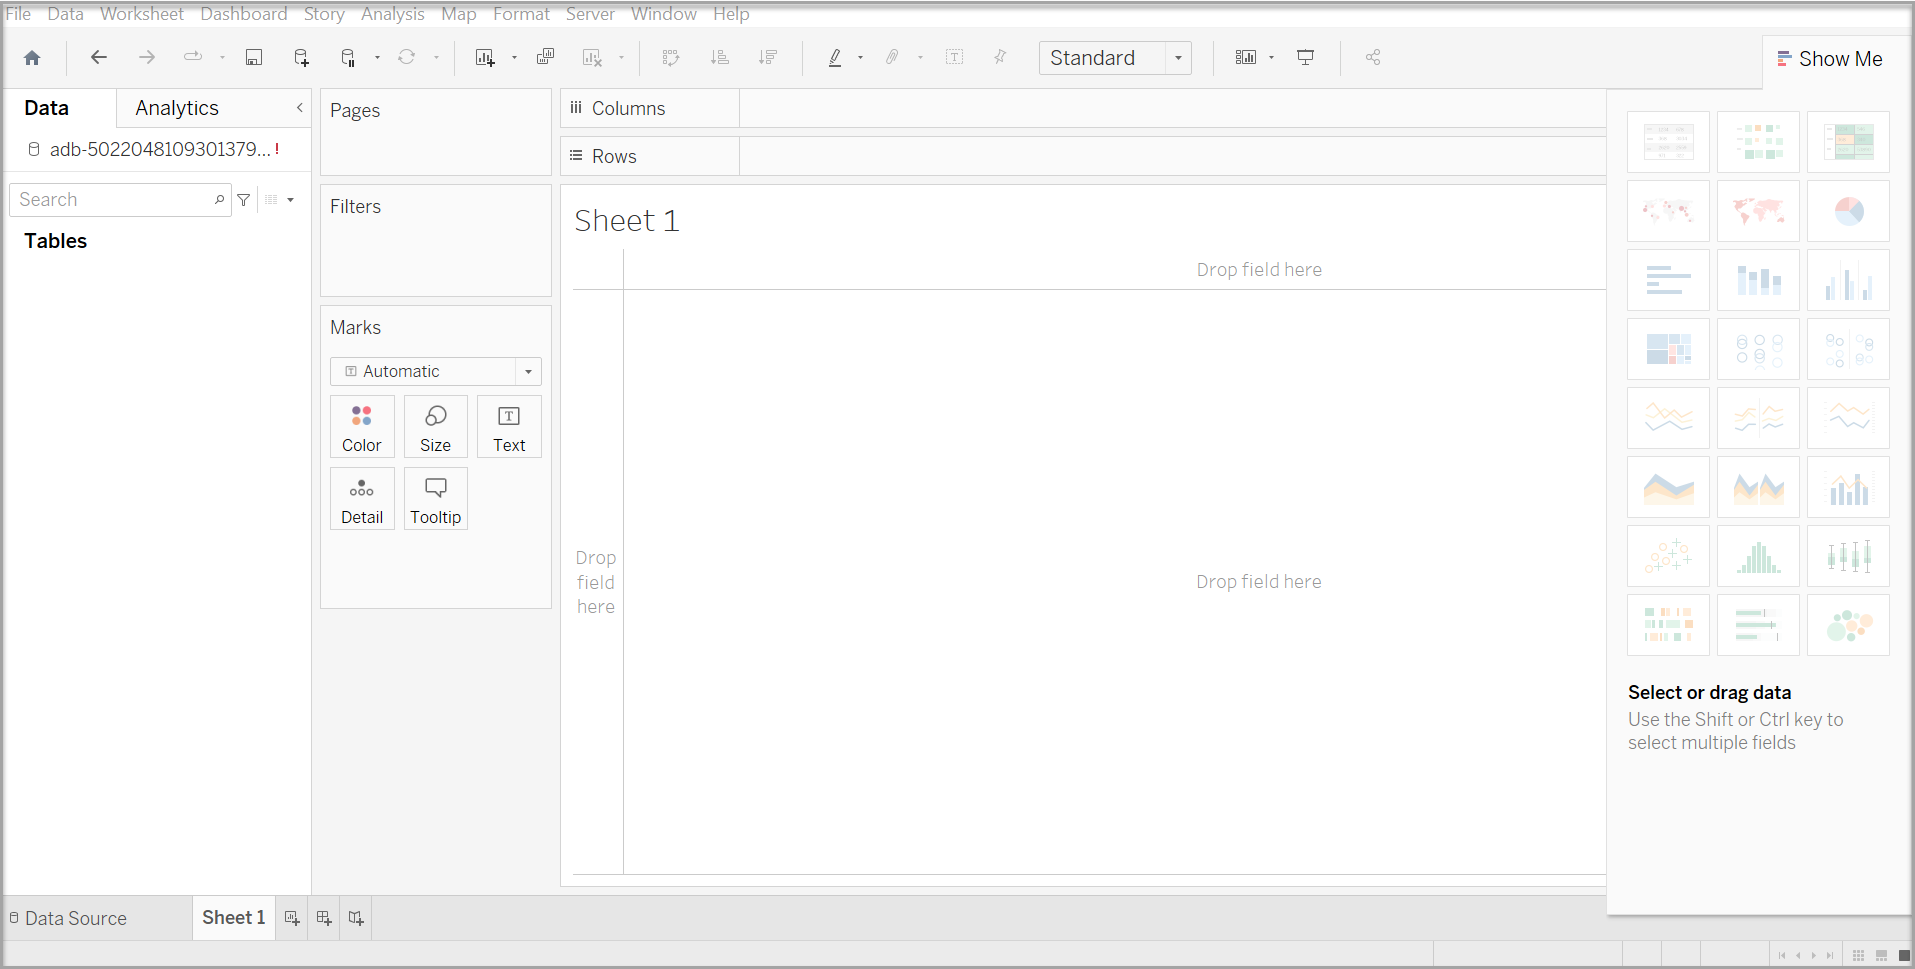 File Data Worksheet Dashboard Story Analysis Map Format Server Window Help
Standard
Show Me
Data Analytics
adb-5022048109301379...!
Search
Tables
Pages
Filters
Marks
Automatic
Color Size Text
Detail Tooltip
Columns
Rows
Sheet 1
Drop field here
Drop
field
here
Drop field here
Select or drag data
Use the Shift or Ctrl key to
select multiple fields
Data Source Sheet 1